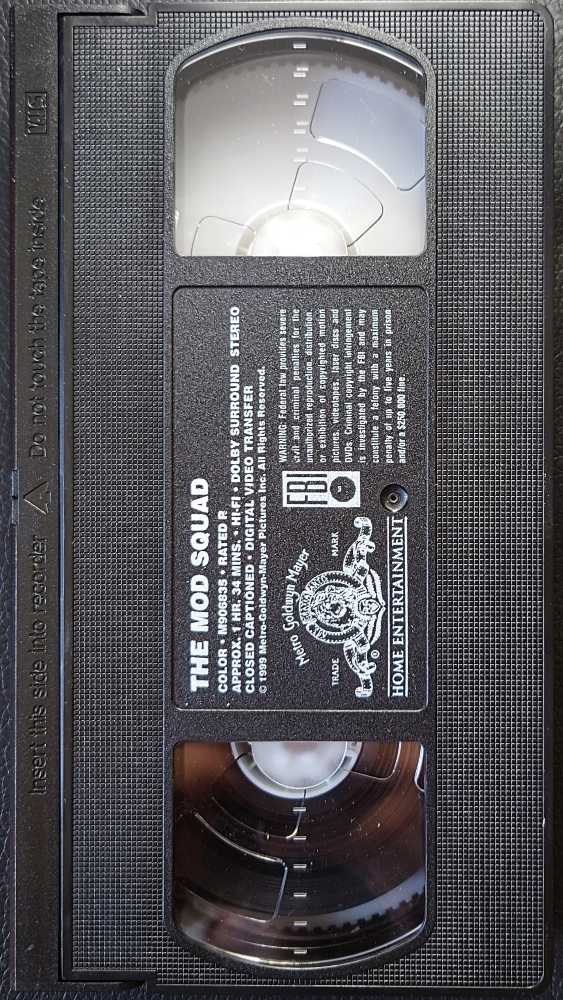 Insert this side into recorder
Do not touch the tape inside
VHS
THE MOD SQUAD
COLOR • M906835 • RATED R
APPROX. 1 HR. 34 MINS. • HI-FI • DOLBY SURROUND STEREO
CLOSED CAPTIONED • DIGITAL VIDEO TRANSFER
© 1999 Metro-Goldwyn-Mayer Pictures Inc. All Rights Reserved.
Metro Goldwyn Mayer
TRADE MARK
®
HOME ENTERTAINMENT
FBI
WARNING: Federal law provides severe
civil and criminal penalties for the
unauthorized reproduction, distribution,
or exhibition of copyrighted motion
pictures, videotapes, laser discs and
DVDs. Criminal copyright infringement
is investigated by the FBI and may
constitute a felony with a maximum
penalty of up to five years in prison
and/or a $250,000 fine.